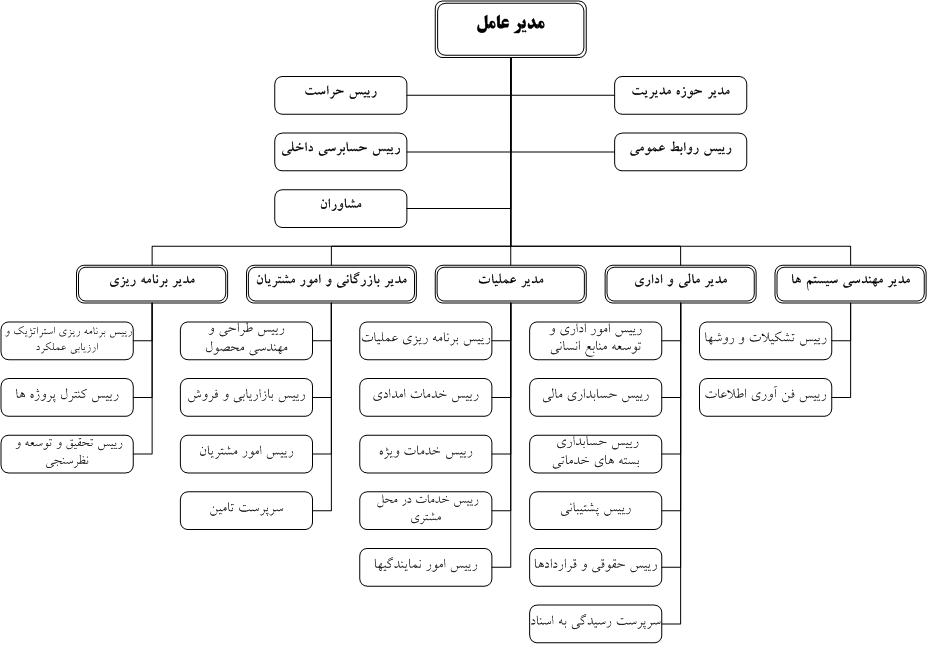 مدیر عامل
مدیر حوزه مدیریت
رییس حراست
رییس روابط عمومی
رییس حسابرسی داخلی
مشاوران
مدیر مهندسی سیستم ها
مدیر مالی و اداری
مدیر عملیات
مدیر بازرگانی و امور مشتریان
مدیر برنامه ریزی
رییس تشکیلات و روشها
رییس فن آوری اطلاعات
رییس امور اداری و
توسعه منابع انسانی
رییس حسابداری مالی
رییس حسابداری
بسته های خدماتی
رییس پشتیبانی
رییس حقوقی و قراردادها
سرپرست رسیدگی به اسناد
رییس برنامه ریزی عملیات
رییس خدمات امدادی
رییس خدمات ویژه
رییس خدمات در محل
مشتری
رییس امور نمایندگیها
رییس طراحی و
مهندسی محصول
رییس بازاریابی و فروش
رییس امور مشتریان
سرپرست تامین
رییس برنامه ریزی استراتژیک و
ارزیابی عملکرد
رییس کنترل پروژه ها
رییس تحقیق و توسعه و
نظرسنجی